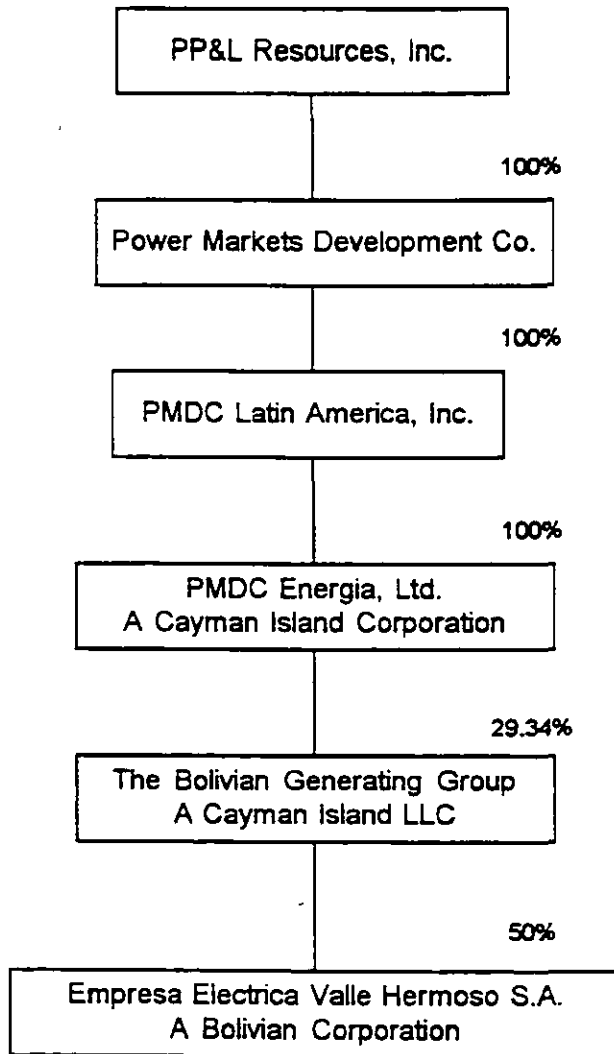 PP&L Resources, Inc.
100%
Power Markets Development Co.
100%
PMDC Latin America, Inc.
100%
PMDC Energia, Ltd.
A Cayman Island Corporation
29.34%
The Bolivian Generating Group
A Cayman Island LLC
50%
Empresa Electrica Valle Hermoso S.A.
A Bolivian Corporation